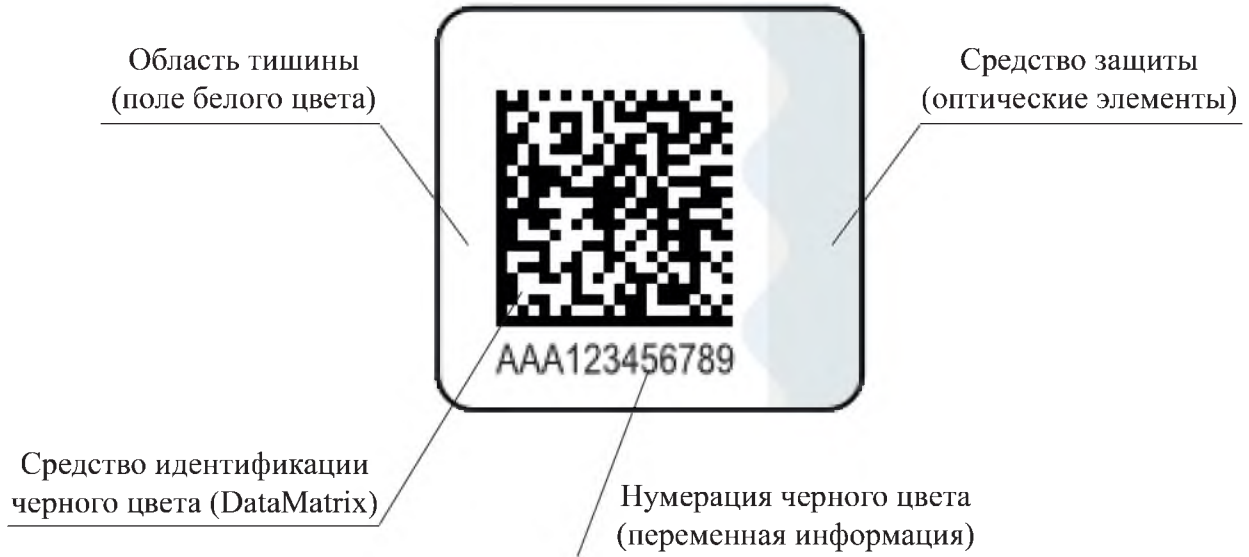 Область тишины
(поле белого цвета)
Средство защиты
(оптические элементы)
AAA123456789
Средство идентификации
черного цвета (DataMatrix)
Нумерация черного цвета
(переменная информация)